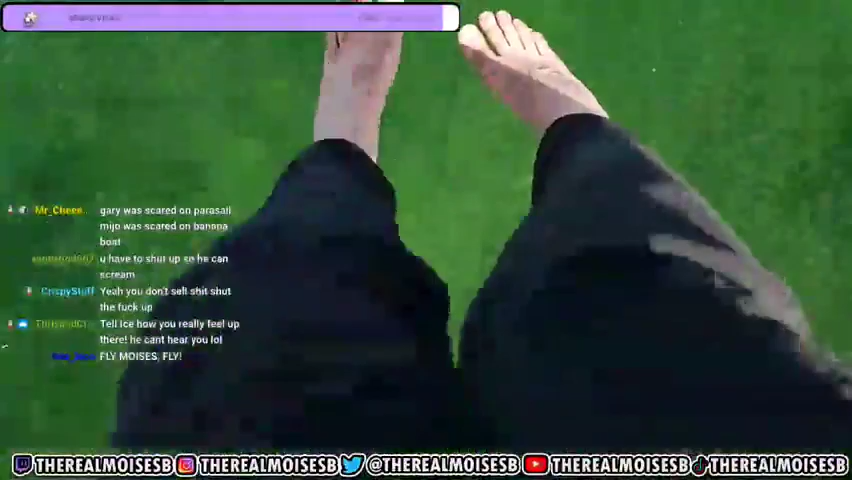 Mr_Cheen... gary was scared on parasail
mijo was scared on banana
boat
u have to shut up so he can
scream
CrispyStuff Yeah you don't sell shit shut
the fuck up
Tell ice how you really feel up
there! he cant hear you lol
FLY MOISES, FLY!
THEREALMOISESB THEREALMOISESB @THEREALMOISESB THEREALMOISESB THEREALMOISESB